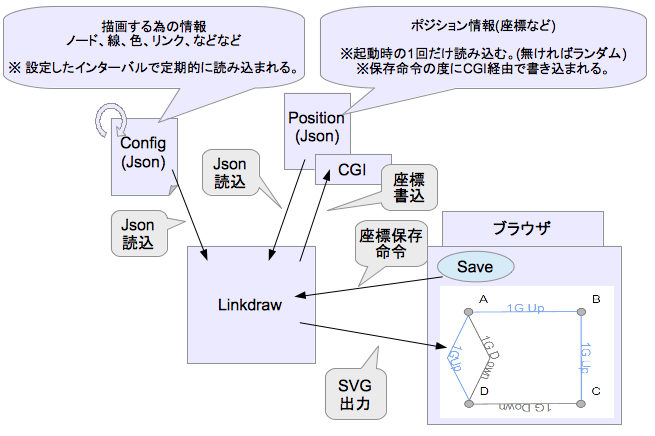 描画する為の情報
ノード、線、色、リンク、などなど
※ 設定したインターバルで定期的に読み込まれる。
ポジション情報(座標など)
※起動時の1回だけ読み込む。(無ければランダム)
※保存命令の度にCGI経由で書き込まれる。
Config
(Json)
Position
(Json)
CGI
Json
読込
座標
書込
Json
読込
座標保存
命令
ブラウザ
Save
Linkdraw
A
1G Up
B
1G Up
1G Down
1G Up
D
1G Down
C
SVG
出力